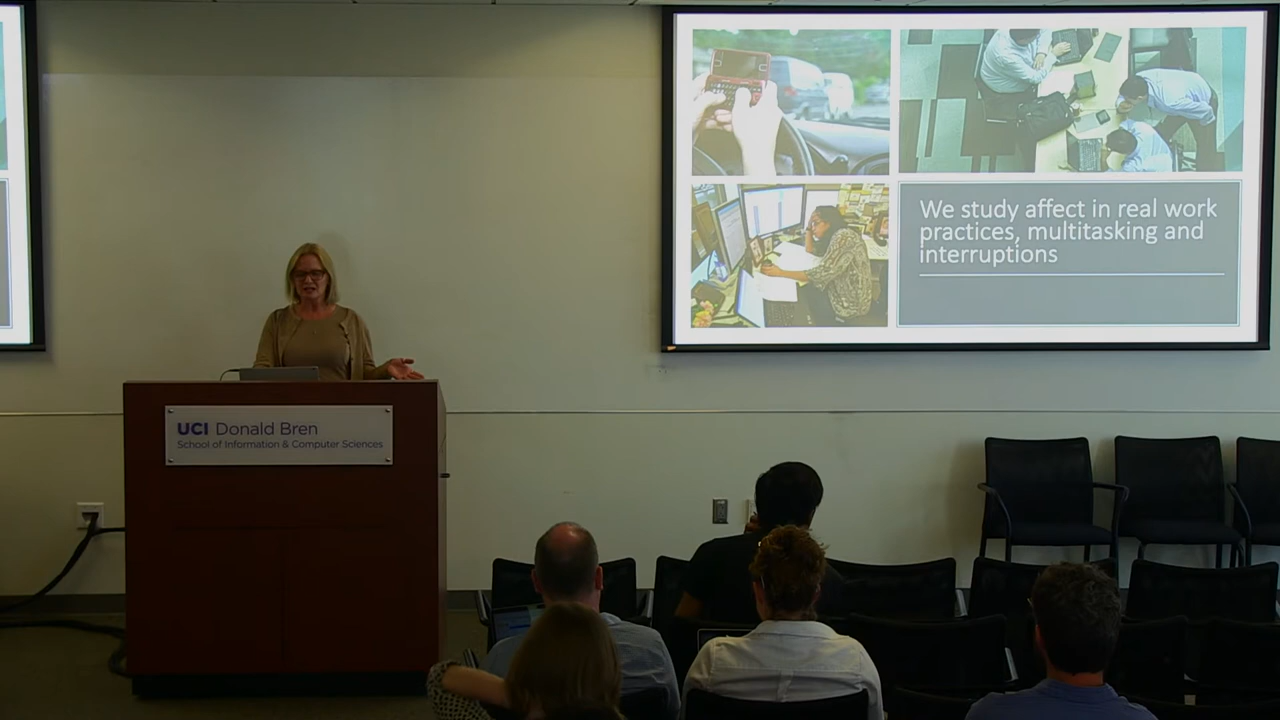 UCI Donald Bren
School of Information & Computer Sciences
We study affect in real work
practices, multitasking and
interruptions